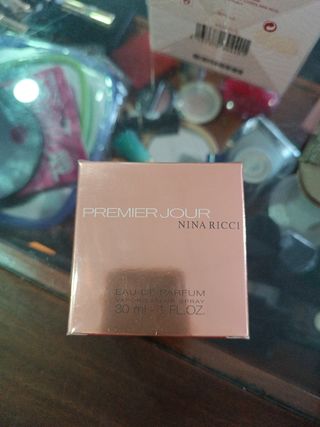 PREMIER JOUR
NINA RICCI
EAU DE PARFUM
VAPORISATEUR SPRAY
30 ml - 1 FL.OZ.